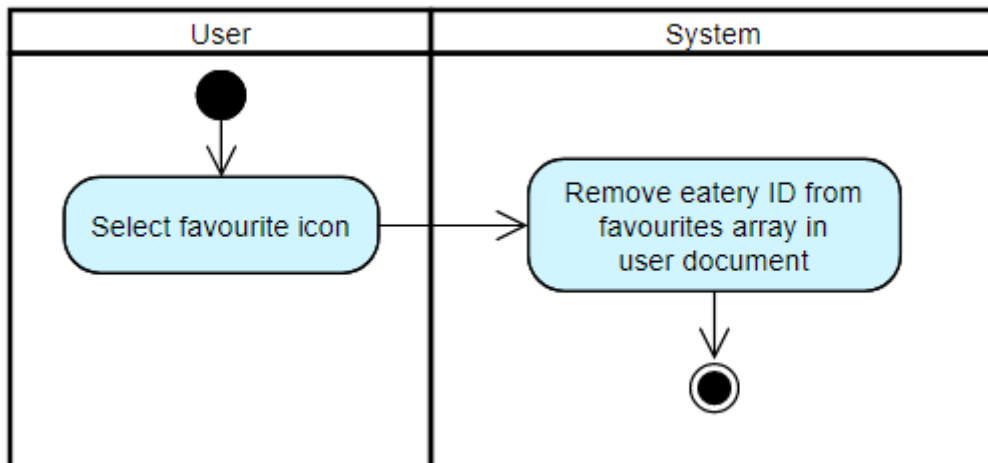 User
System
Select favourite icon
Remove eatery ID from
favourites array in
user document